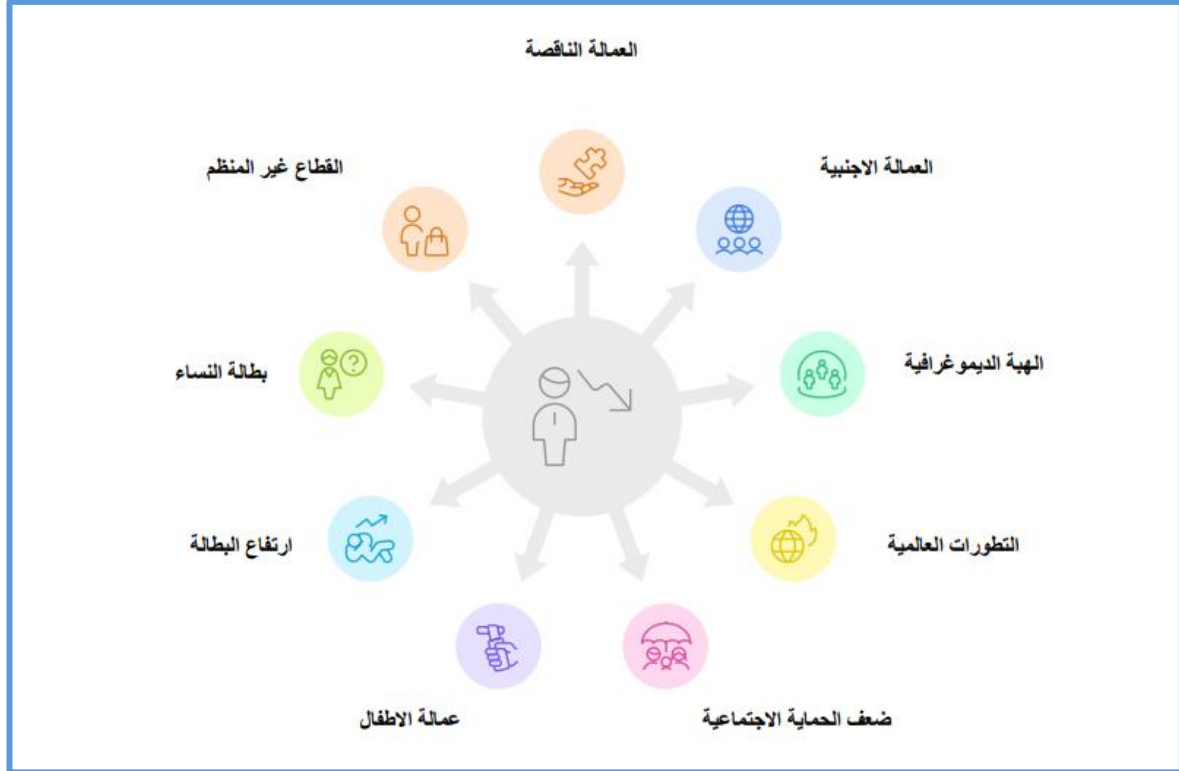 العمالة الناقصة
العمالة الاجنبية
القطاع غير المنظم
الهبة الديموغرافية
بطالة النساء
التطورات العالمية
ارتفاع البطالة
ضعف الحماية الاجتماعية
عمالة الاطفال